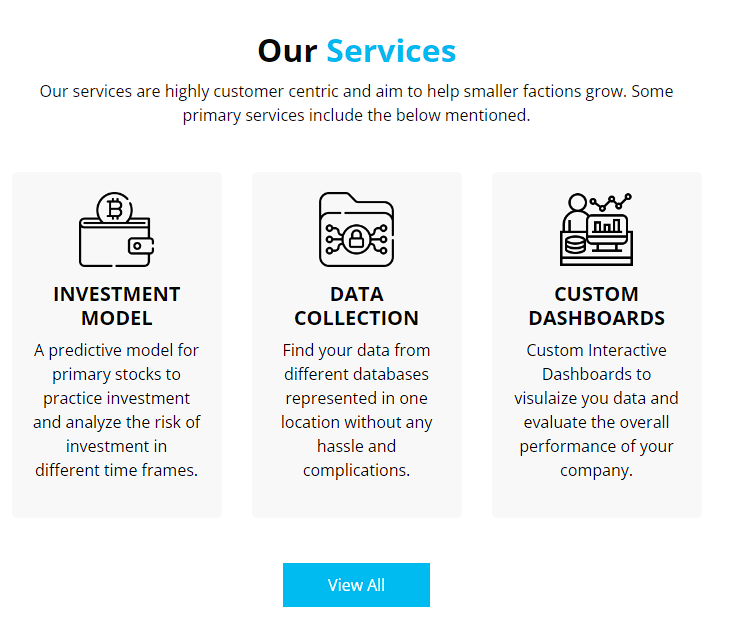 Our Services
Our services are highly customer centric and aim to help smaller factions grow. Some
primary services include the below mentioned.
INVESTMENT
MODEL
A predictive model for
primary stocks to
practice investment
and analyze the risk of
investment in
different time frames.
DATA
COLLECTION
Find your data from
different databases
represented in one
location without any
hassle and
complications.
CUSTOM
DASHBOARDS
Custom Interactive
Dashboards to
visulaize you data and
evaluate the overall
performance of your
company.
View All